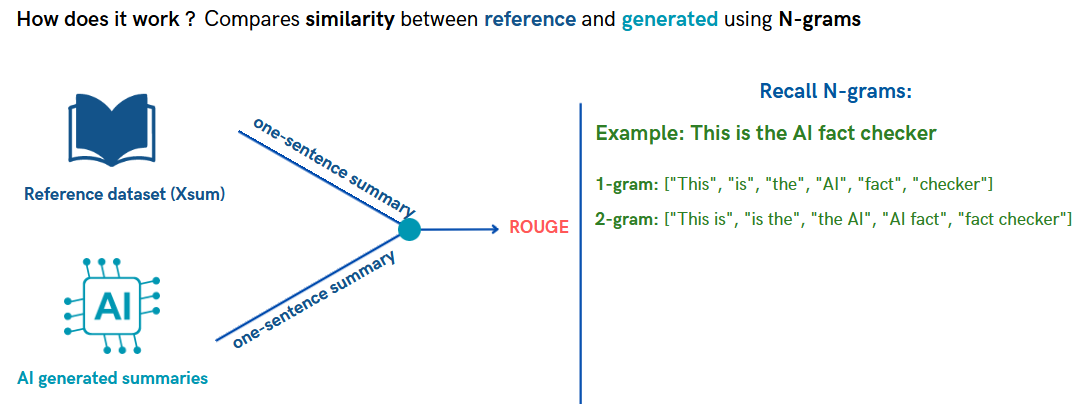 How does it work ? Compares similarity between reference and generated using N-grams
Reference dataset (Xsum)
AI
AI generated summaries
one-sentence summary
one-sentence summary
ROUGE
Recall N-grams:
Example: This is the AI fact checker
1-gram: ["This", "is", "the", "AI", "fact", "checker"]
2-gram: ["This is", "is the", "the AI", "AI fact", "fact checker"]